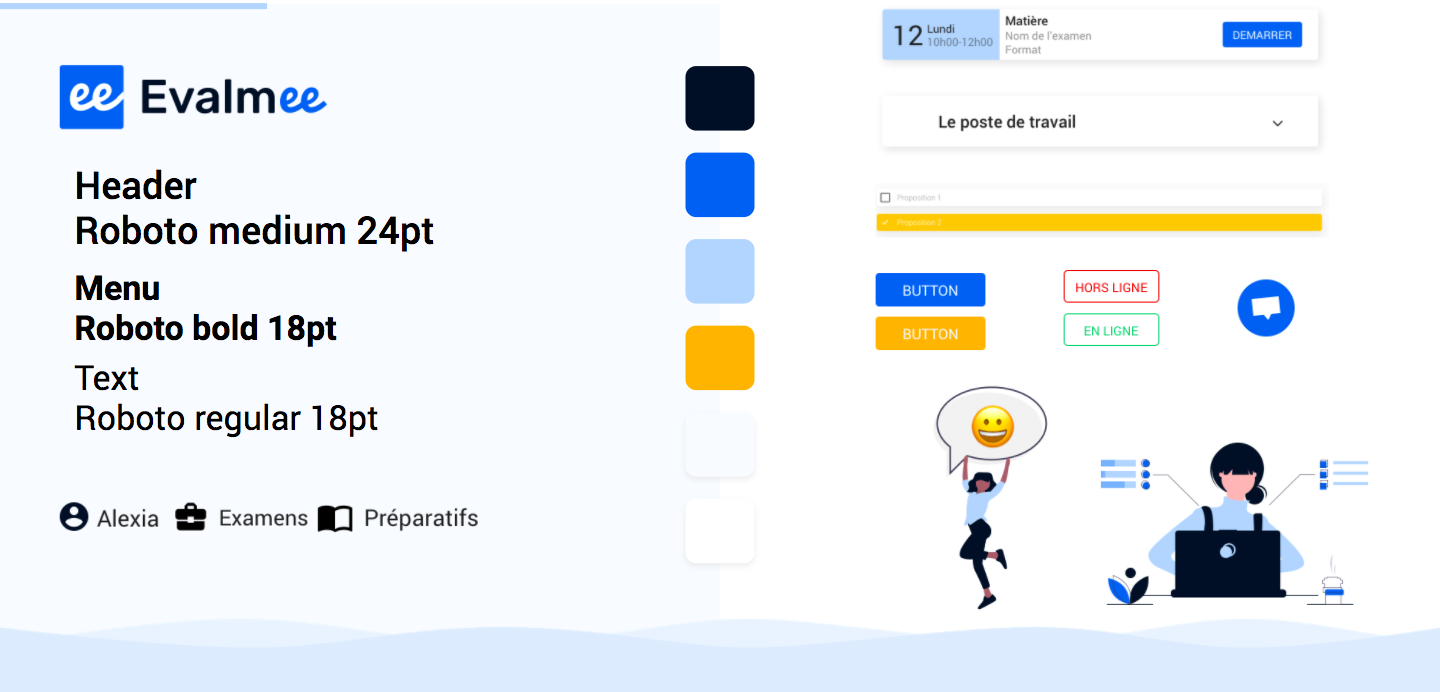 ee Evalmee
Header
Roboto medium 24pt
Menu
Roboto bold 18pt
Text
Roboto regular 18pt
Alexia Examens Préparatifs
12 Lundi
10h00-12h00
Matière
Nom de l'examen
Format
DEMARRER
Le poste de travail
Proposition 1
Proposition 2
BUTTON
BUTTON
HORS LIGNE
EN LIGNE